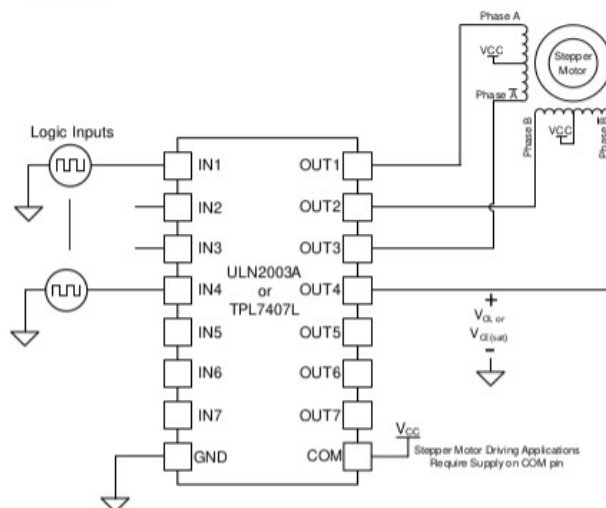 Phase A
VCC
Stepper
Motor
Phase A̅
Phase B
VCC
Phase B̅
Logic Inputs
IN1
OUT1
IN2
OUT2
IN3
OUT3
ULN2003A
or
TPL7407L
IN4
OUT4
+
VOL or
VCE(sat)
-
IN5
OUT5
IN6
OUT6
IN7
OUT7
GND
COM
VCC
Stepper Motor Driving Applications
Require Supply on COM pin